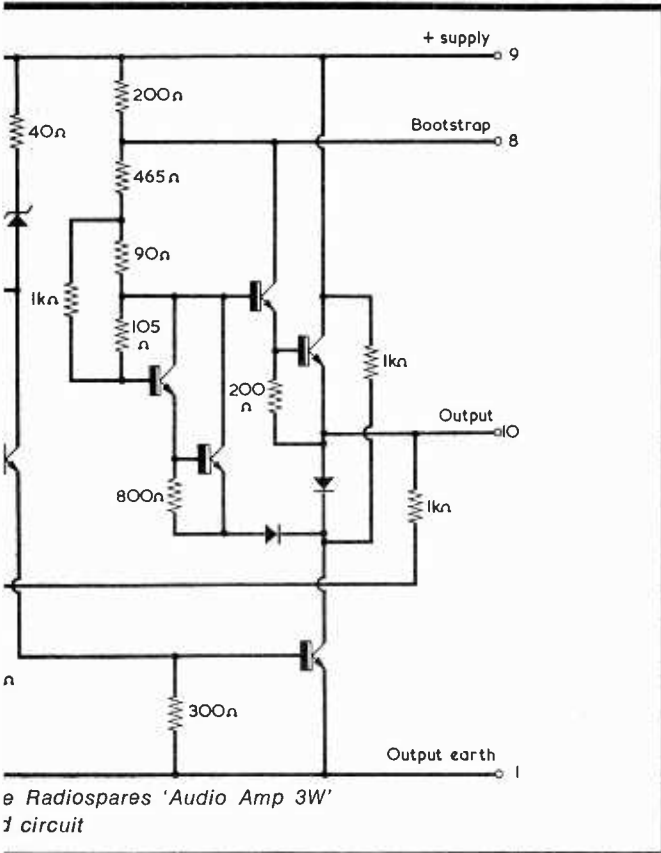 + supply
9
200Ω
40Ω
Bootstrap
8
465Ω
90Ω
1kΩ
105
Ω
1kΩ
200
Ω
Output
10
800Ω
1kΩ
Ω
300Ω
Output earth
1
e Radiospares 'Audio Amp 3W'
d circuit